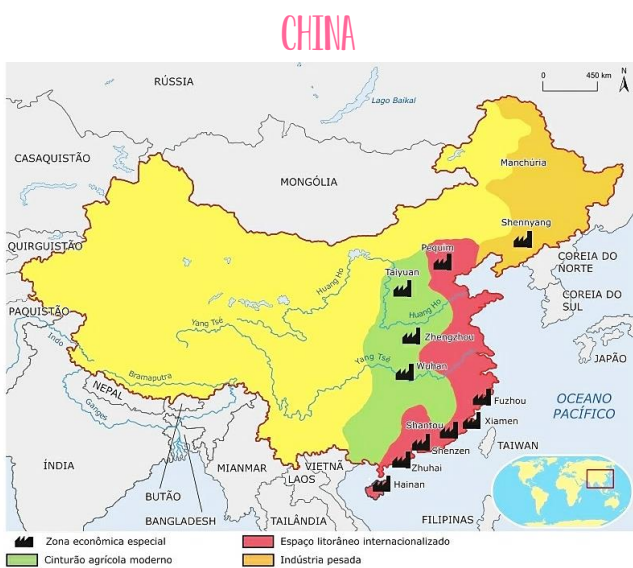 CHINA
RÚSSIA
0 450 km
N
Lago Baikal
CASAQUISTÃO
MONGÓLIA
Manchúria
Shennyang
QUIRGUISTÃO
Pequim
Taiyuan
COREIA DO
NORTE
Huang Ho
PAQUISTÃO
COREIA DO
SUL
Huang Ho
Yang Tsé
Zhengzhou
Indo
JAPÃO
Yang Tsé
Wuhan
Bramaputra
NEPAL
Ganges
Fuzhou
OCEANO
PACÍFICO
Xiamen
Shantou
Shenzen
TAIWAN
ÍNDIA
MIANMAR
VIETNÃ
Zhuhai
LAOS
Hainan
BUTÃO
BANGLADESH
TAILÂNDIA
FILIPINAS
Zona econômica especial
Espaço litorâneo internacionalizado
Cinturão agrícola moderno
Indústria pesada